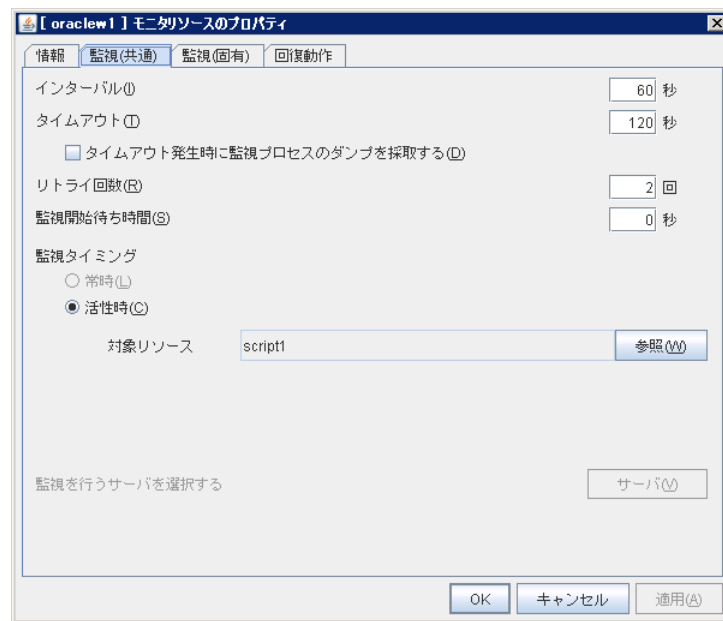 [ oraclew1 ] モニタリソースのプロパティ
情報 監視(共通) 監視(固有) 回復動作
インターバル(I) 60 秒
タイムアウト(T) 120 秒
タイムアウト発生時に監視プロセスのダンプを採取する(D)
リトライ回数(R) 2 回
監視開始待ち時間(S) 0 秒
監視タイミング
常時(L)
活性時(C)
対象リソース script1 参照(W)
監視を行うサーバを選択する サーバ(V)
OK キャンセル 適用(A)